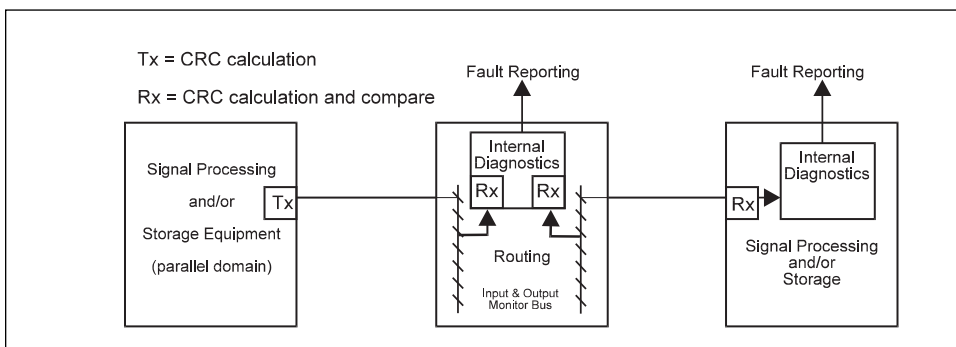 Tx = CRC calculation
Rx = CRC calculation and compare
Fault Reporting
Fault Reporting
Signal Processing
and/or
Storage Equipment
(parallel domain)
Tx
Internal
Diagnostics
Rx
Rx
Routing
Input & Output
Monitor Bus
Rx
Internal
Diagnostics
Signal Processing
and/or
Storage